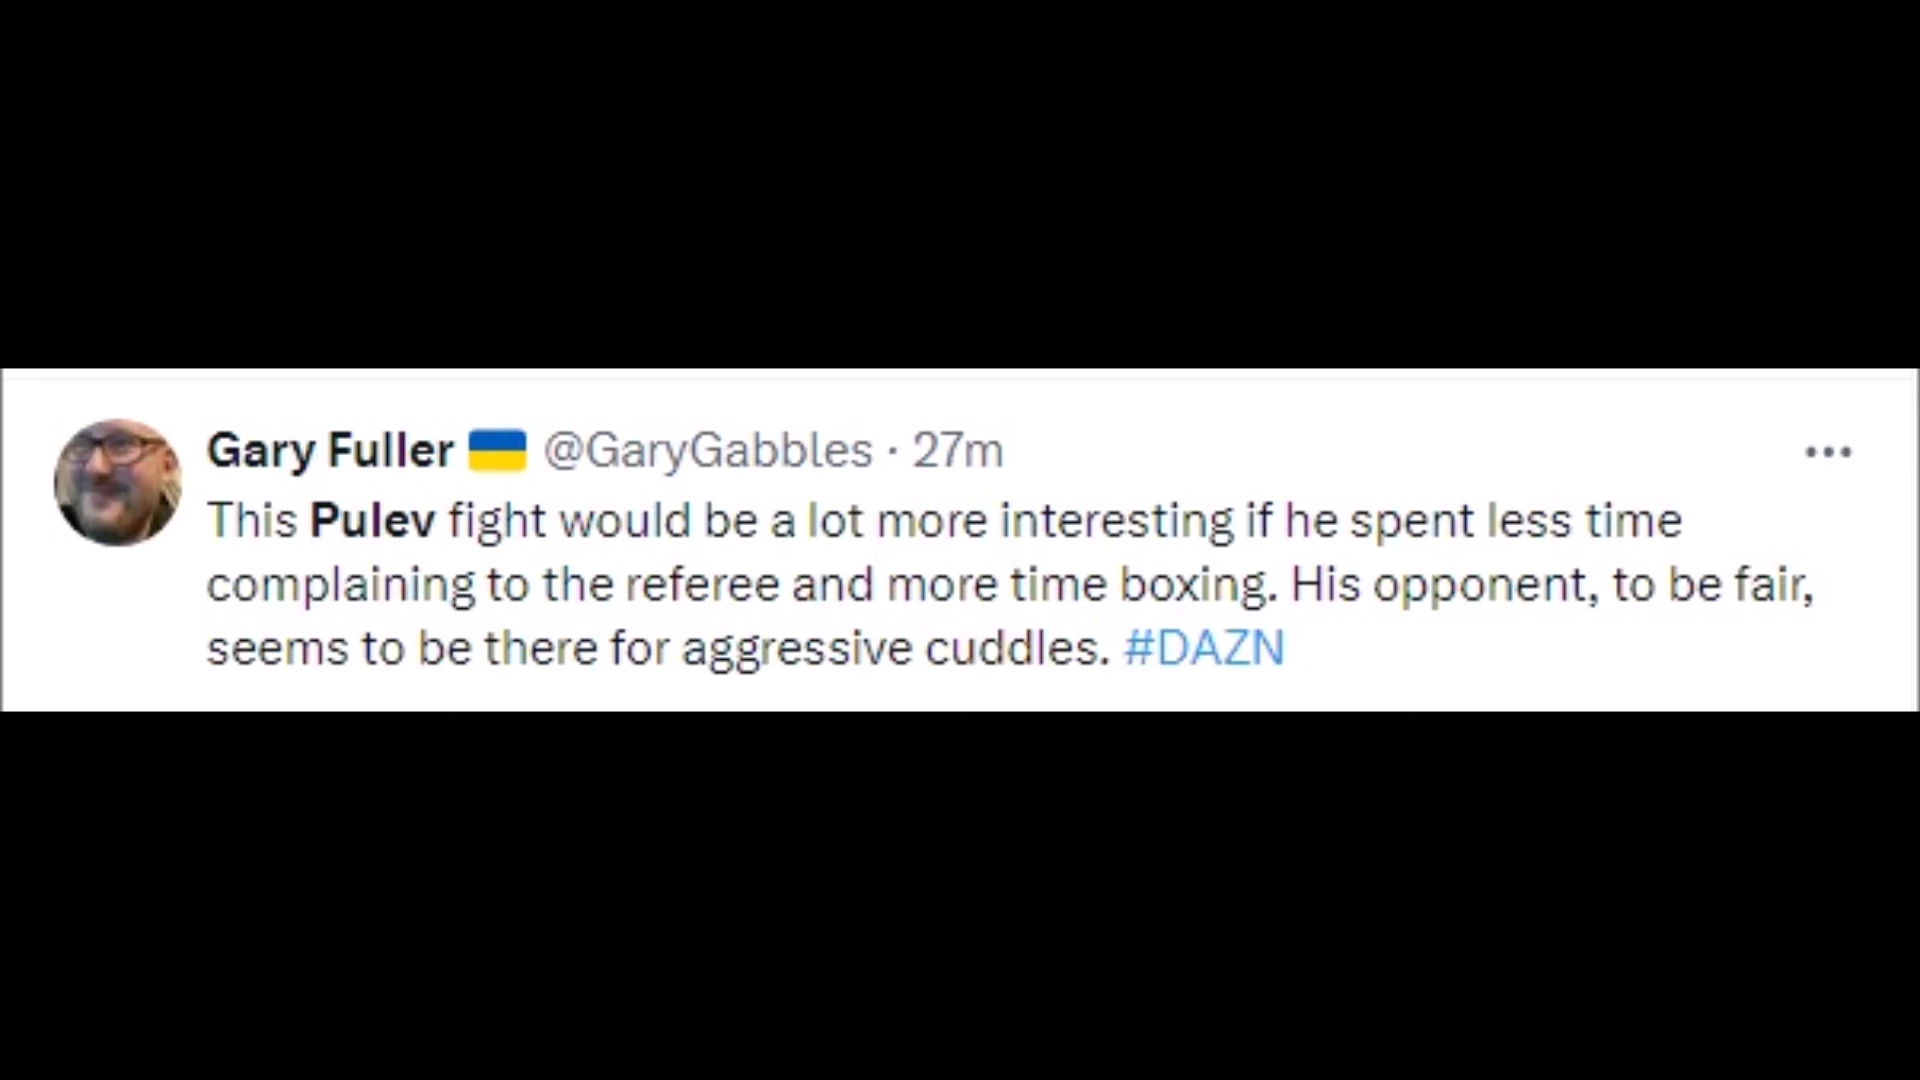 Gary Fuller 🇺🇦 @GaryGabbles · 27m
This Pulev fight would be a lot more interesting if he spent less time
complaining to the referee and more time boxing. His opponent, to be fair,
seems to be there for aggressive cuddles. #DAZN